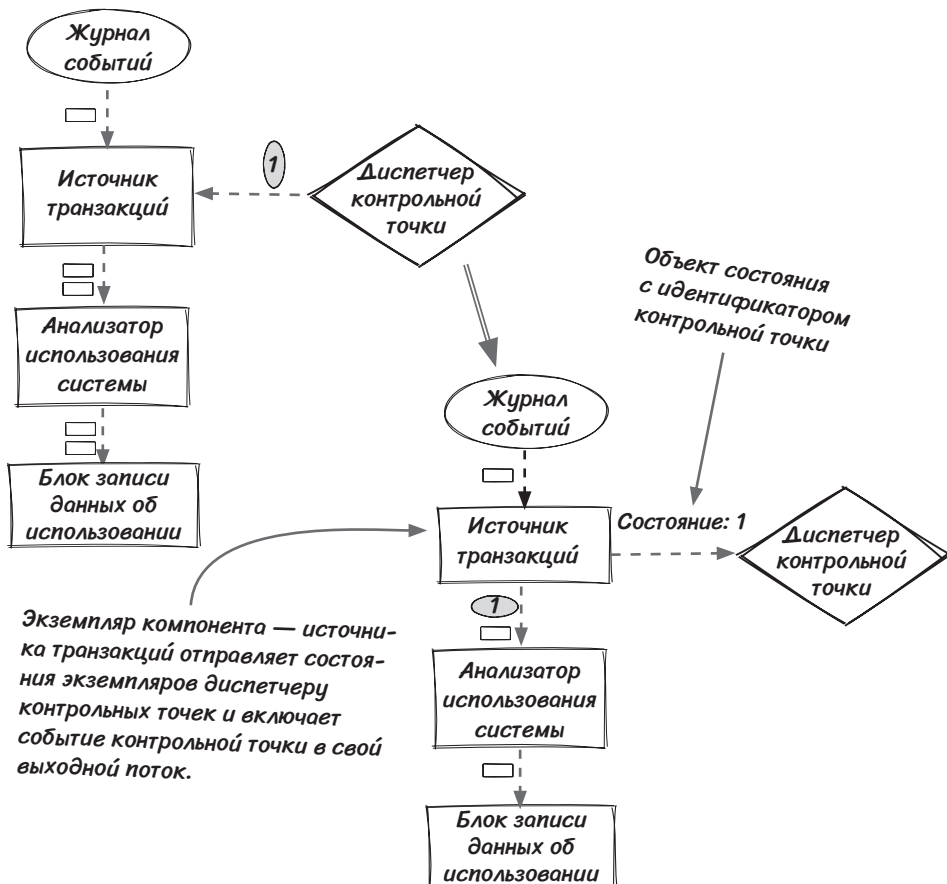 Журнал
событий
Источник
транзакций
1
Диспетчер
контрольной
точки
Анализатор
использования
системы
Блок записи
данных об
использовании
Объект состояния
с идентификатором
контрольной точки
Журнал
событий
Источник
транзакций
Состояние: 1
Диспетчер
контрольной
точки
1
Экземпляр компонента — источни-
ка транзакций отправляет состоя-
ния экземпляров диспетчеру
контрольных точек и включает
событие контрольной точки в свой
выходной поток.
Анализатор
использования
системы
Блок записи
данных об
использовании